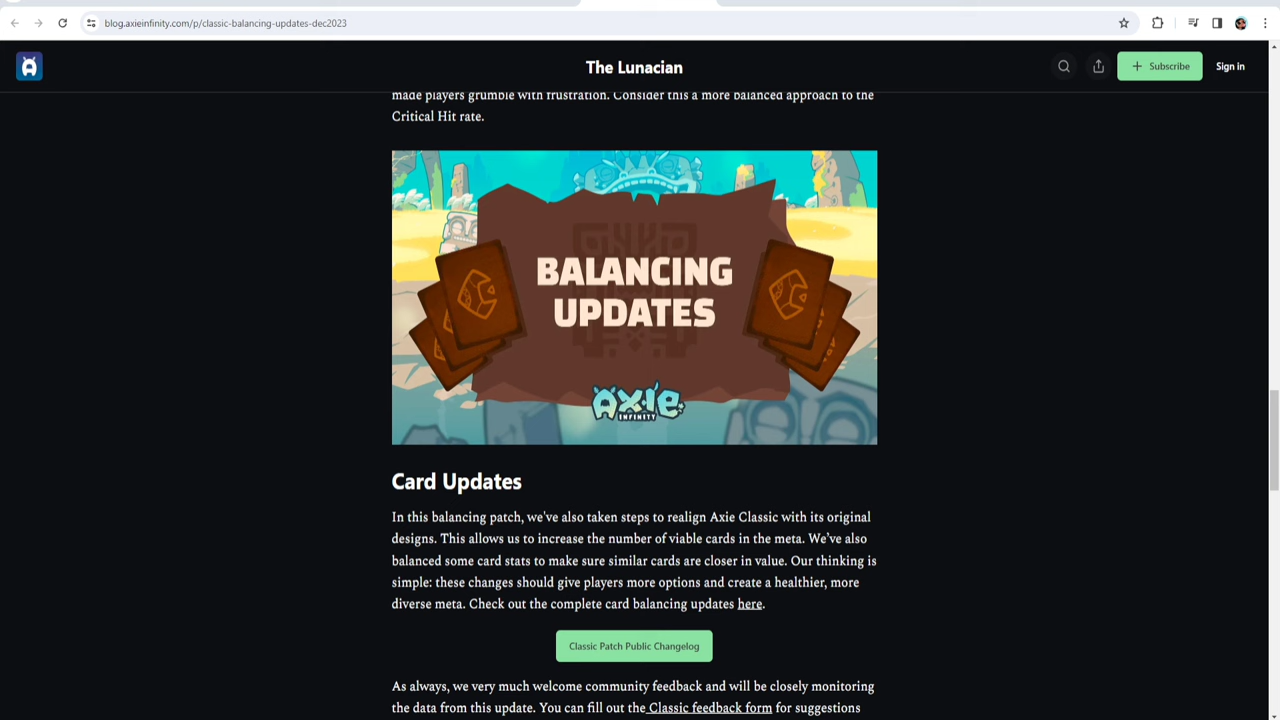 blog.axieinfinity.com/p/classic-balancing-updates-dec2023
The Lunacian
Subscribe
Sign in
made players grumble with frustration. Consider this a more balanced approach to the
Critical Hit rate.
BALANCING
UPDATES
AXIE
INFINITY
Card Updates
In this balancing patch, we've also taken steps to realign Axie Classic with its original
designs. This allows us to increase the number of viable cards in the meta. We've also
balanced some card stats to make sure similar cards are closer in value. Our thinking is
simple: these changes should give players more options and create a healthier, more
diverse meta. Check out the complete card balancing updates here.
Classic Patch Public Changelog
As always, we very much welcome community feedback and will be closely monitoring
the data from this update. You can fill out the Classic feedback form for suggestions